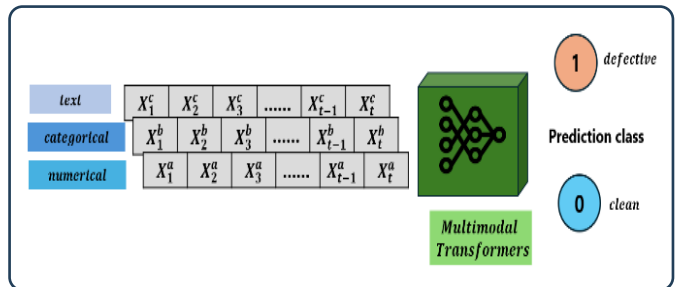 text X₁ᶜ X₂ᶜ X₃ᶜ ...... Xₜ₋₁ᶜ Xₜᶜ
categorical X₁ᵇ X₂ᵇ X₃ᵇ ...... Xₜ₋₁ᵇ Xₜᵇ
numerical X₁ᵃ X₂ᵃ X₃ᵃ ...... Xₜ₋₁ᵃ Xₜᵃ
Multimodal
Transformers
1 defective
Prediction class
0 clean